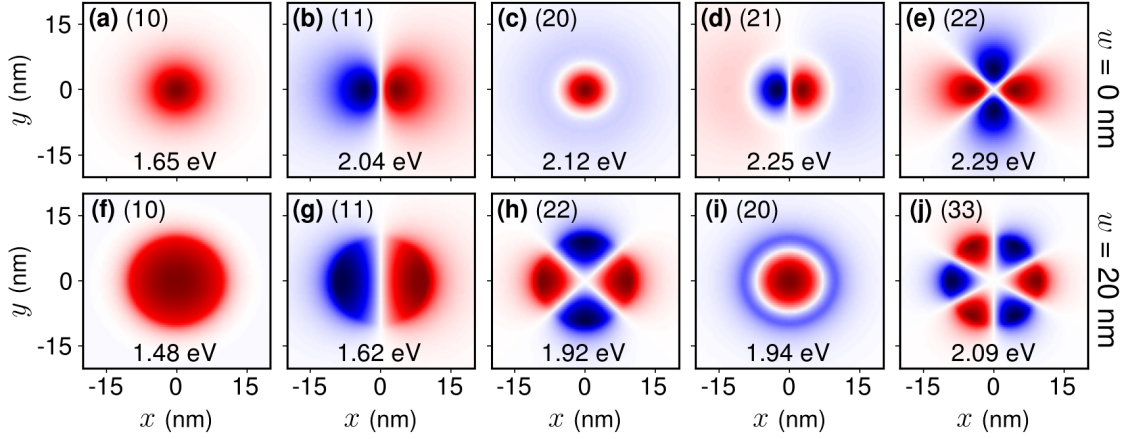 (a) (10)
(b) (11)
(c) (20)
(d) (21)
(e) (22)
15
0
-15
y (nm)
1.65 eV
2.04 eV
2.12 eV
2.25 eV
2.29 eV
w = 0 nm
(f) (10)
(g) (11)
(h) (22)
(i) (20)
(j) (33)
15
0
-15
y (nm)
1.48 eV
1.62 eV
1.92 eV
1.94 eV
2.09 eV
w = 20 nm
-15 0 15
-15 0 15
-15 0 15
-15 0 15
-15 0 15
x (nm)
x (nm)
x (nm)
x (nm)
x (nm)